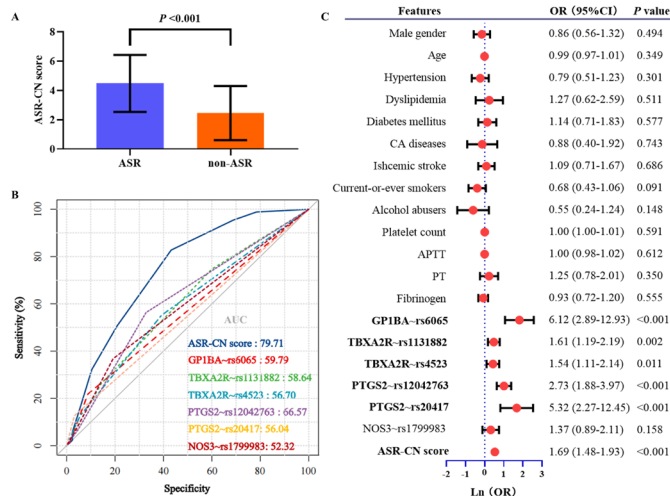 A
P <0.001
ASR-CN score
8
6
4
2
0
ASR
non-ASR
B
Sensitivity (%)
100
80
60
40
20
0
AUC
ASR-CN score : 79.71
GP1BA~rs6065 : 59.79
TBXA2R~rs1131882 : 58.64
TBXA2R~rs4523 : 56.70
PTGS2~rs12042763 : 66.57
PTGS2~rs20417 : 56.04
NOS3~rs1799983 : 52.32
0 20 40 60 80 100
Specificity
C
Features OR (95%CI) P value
Male gender 0.86 (0.56-1.32) 0.494
Age 0.99 (0.97-1.01) 0.349
Hypertension 0.79 (0.51-1.23) 0.301
Dyslipidemia 1.27 (0.62-2.59) 0.511
Diabetes mellitus 1.14 (0.71-1.83) 0.577
CA diseases 0.88 (0.40-1.92) 0.743
Ishcemic stroke 1.09 (0.71-1.67) 0.686
Current-or-ever smokers 0.68 (0.43-1.06) 0.091
Alcohol abusers 0.55 (0.24-1.24) 0.148
Platelet count 1.00 (1.00-1.01) 0.591
APTT 1.00 (0.98-1.02) 0.612
PT 1.25 (0.78-2.01) 0.350
Fibrinogen 0.93 (0.72-1.20) 0.555
GP1BA~rs6065 6.12 (2.89-12.93) <0.001
TBXA2R~rs1131882 1.61 (1.19-2.19) 0.002
TBXA2R~rs4523 1.54 (1.11-2.14) 0.011
PTGS2~rs12042763 2.73 (1.88-3.97) <0.001
PTGS2~rs20417 5.32 (2.27-12.45) <0.001
NOS3~rs1799983 1.37 (0.89-2.11) 0.158
ASR-CN score 1.69 (1.48-1.93) <0.001
-2 -1 0 1 2 3
Ln (OR)